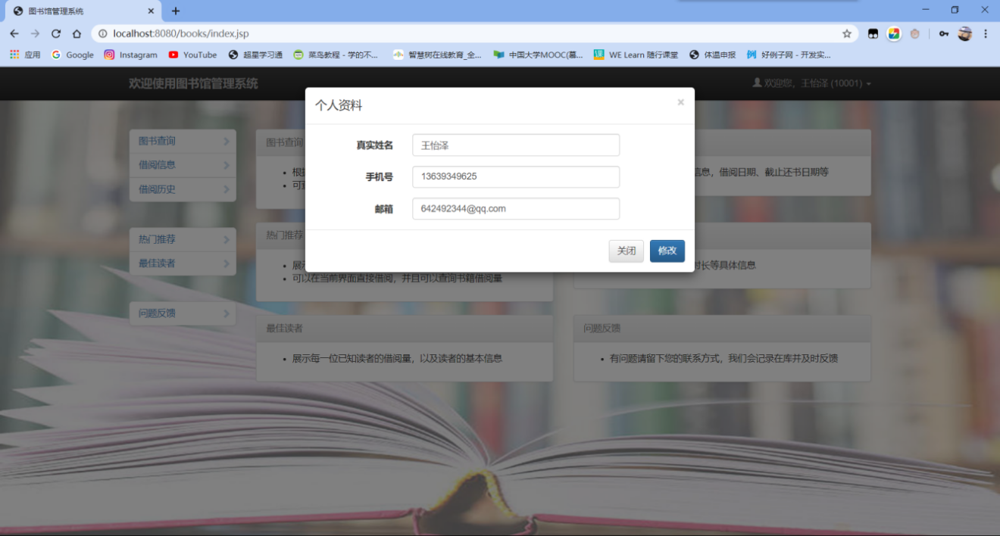 图书馆管理系统
localhost:8080/books/index.jsp
应用 Google Instagram YouTube 超星学习通 菜鸟教程 - 学的不... 智慧树在线教育_全... 中国大学MOOC(慕... WE Learn 随行课堂 体温申报 好例子网 - 开发实...
欢迎使用图书馆管理系统 欢迎您，王怡泽 (10001)
个人资料 ×
真实姓名 王怡泽
手机号 13639349625
邮箱 642492344@qq.com
关闭 修改
图书查询
借阅信息
借阅历史
热门推荐
最佳读者
问题反馈
图书查询
信息，借阅日期、截止还书日期等
热门推荐
时长等具体信息
可以在当前界面直接借阅，并且可以查询书籍借阅量
最佳读者
展示每一位已知读者的借阅量，以及读者的基本信息
问题反馈
有问题请留下您的联系方式，我们会记录在库并及时反馈